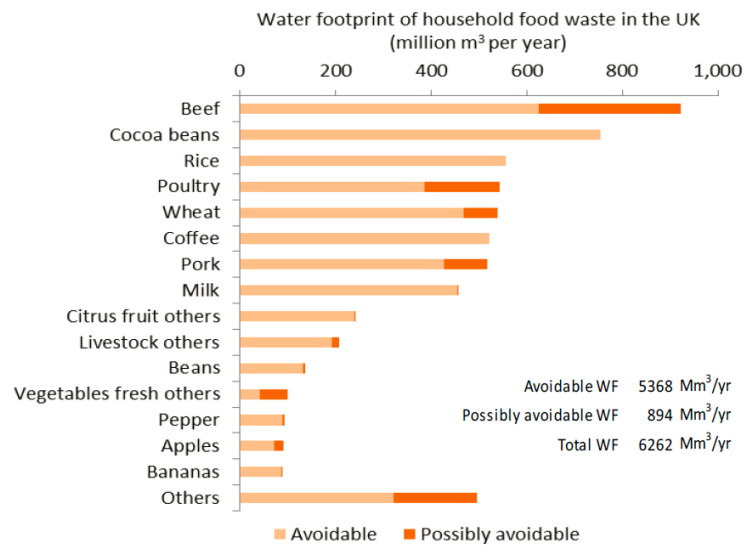 Water footprint of household food waste in the UK
(million m³ per year)
0 200 400 600 800 1,000
Beef
Cocoa beans
Rice
Poultry
Wheat
Coffee
Pork
Milk
Citrus fruit others
Livestock others
Beans
Vegetables fresh others
Pepper
Apples
Bananas
Others
Avoidable WF 5368 Mm³/yr
Possibly avoidable WF 894 Mm³/yr
Total WF 6262 Mm³/yr
Avoidable Possibly avoidable